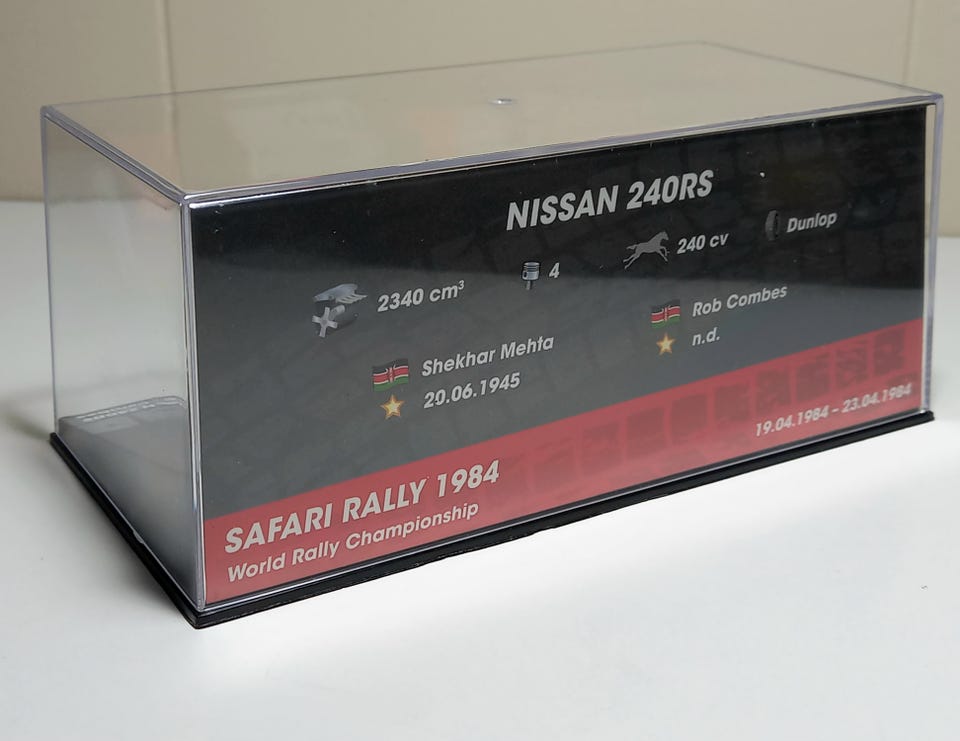 NISSAN 240RS
2340 cm³
4
240 cv
Dunlop
Shekhar Mehta
20.06.1945
Rob Combes
n.d.
19.04.1984 – 23.04.1984
SAFARI RALLY 1984
World Rally Championship